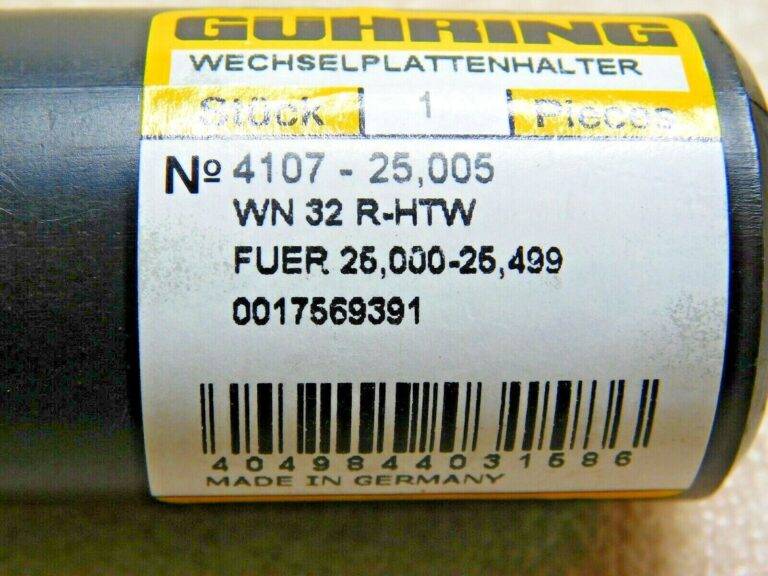 GUHRING
WECHSELPLATTENHALTER
Stück 1 Pieces
Nº 4107 - 25,005
WN 32 R-HTW
FUER 25,000-25,499
0017569391
4049844031586
MADE IN GERMANY